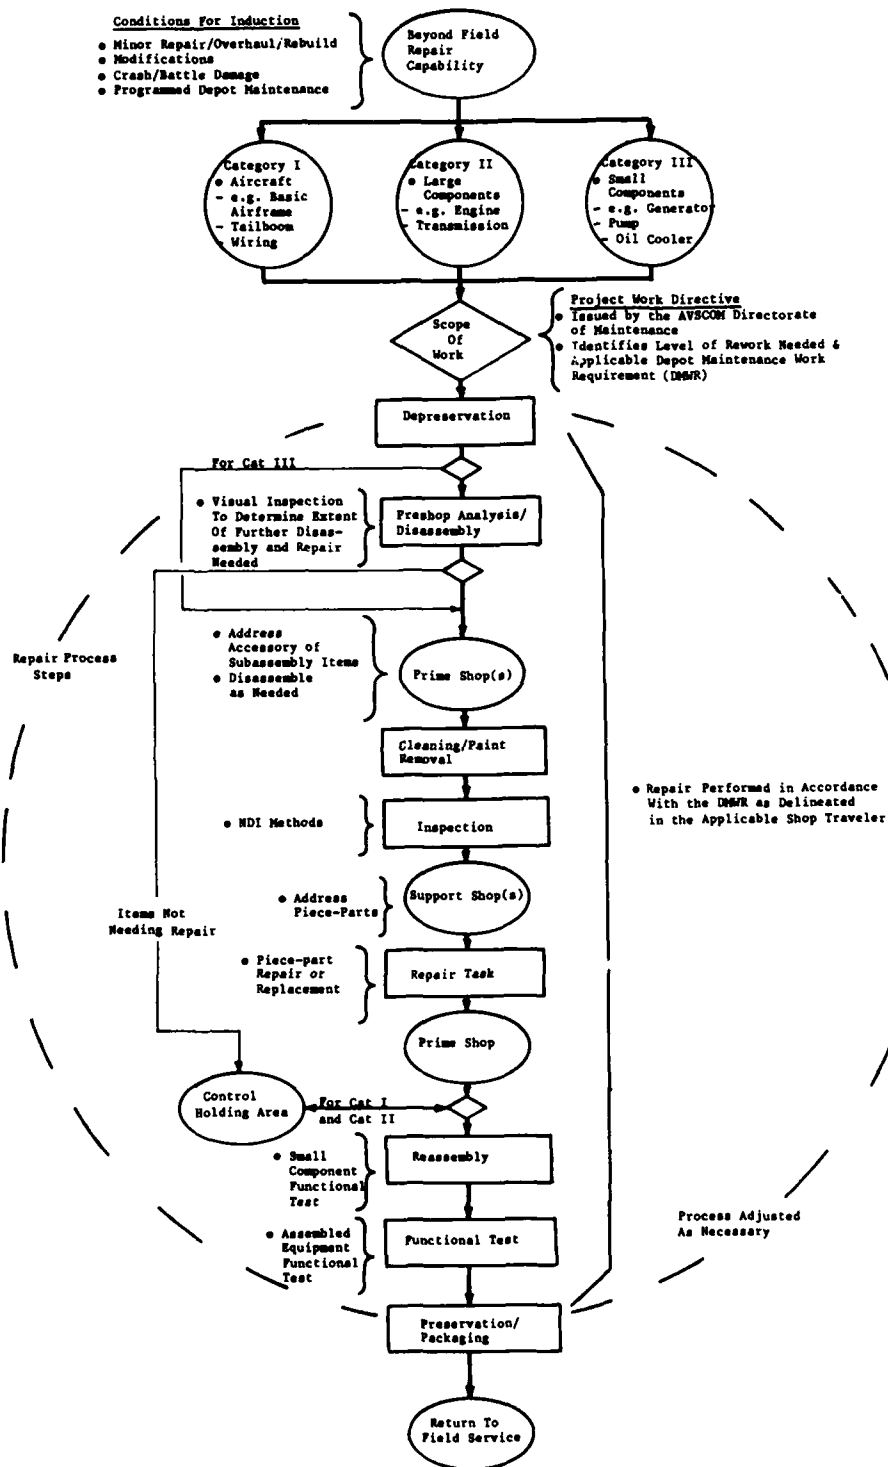 Conditions For Induction
• Minor Repair/Overhaul/Rebuild
• Modifications
• Crash/Battle Damage
• Programmed Depot Maintenance
Beyond Field
Repair
Capability
Category I
• Aircraft
- e.g. Basic
Airframe
- Tailboom
- Wiring
Category II
• Large
Components
- e.g. Engine
- Transmission
Category III
• Small
Components
- e.g. Generator
- Pump
- Oil Cooler
Scope
Of
Work
Project Work Directive
• Issued by the AVSCOM Directorate
of Maintenance
• Identifies Level of Rework Needed &
Applicable Depot Maintenance Work
Requirement (DMWR)
Depreservation
For Cat III
• Visual Inspection
To Determine Extent
Of Further Disas-
sembly and Repair
Needed
Preshop Analysis/
Disassembly
Repair Process
Steps
• Address
Accessory of
Subassembly Items
• Disassemble
as Needed
Prime Shop(s)
Cleaning/Paint
Removal
• Repair Performed in Accordance
With the DMWR as Delineated
in the Applicable Shop Traveler
• NDI Methods
Inspection
• Address
Piece-Parts
Support Shop(s)
Items Not
Needing Repair
• Piece-part
Repair or
Replacement
Repair Task
Prime Shop
Control
Holding Area
For Cat I
and Cat II
• Small
Component
Functional
Test
Reassembly
• Assembled
Equipment
Functional
Test
Functional Test
Process Adjusted
As Necessary
Preservation/
Packaging
Return To
Field Service